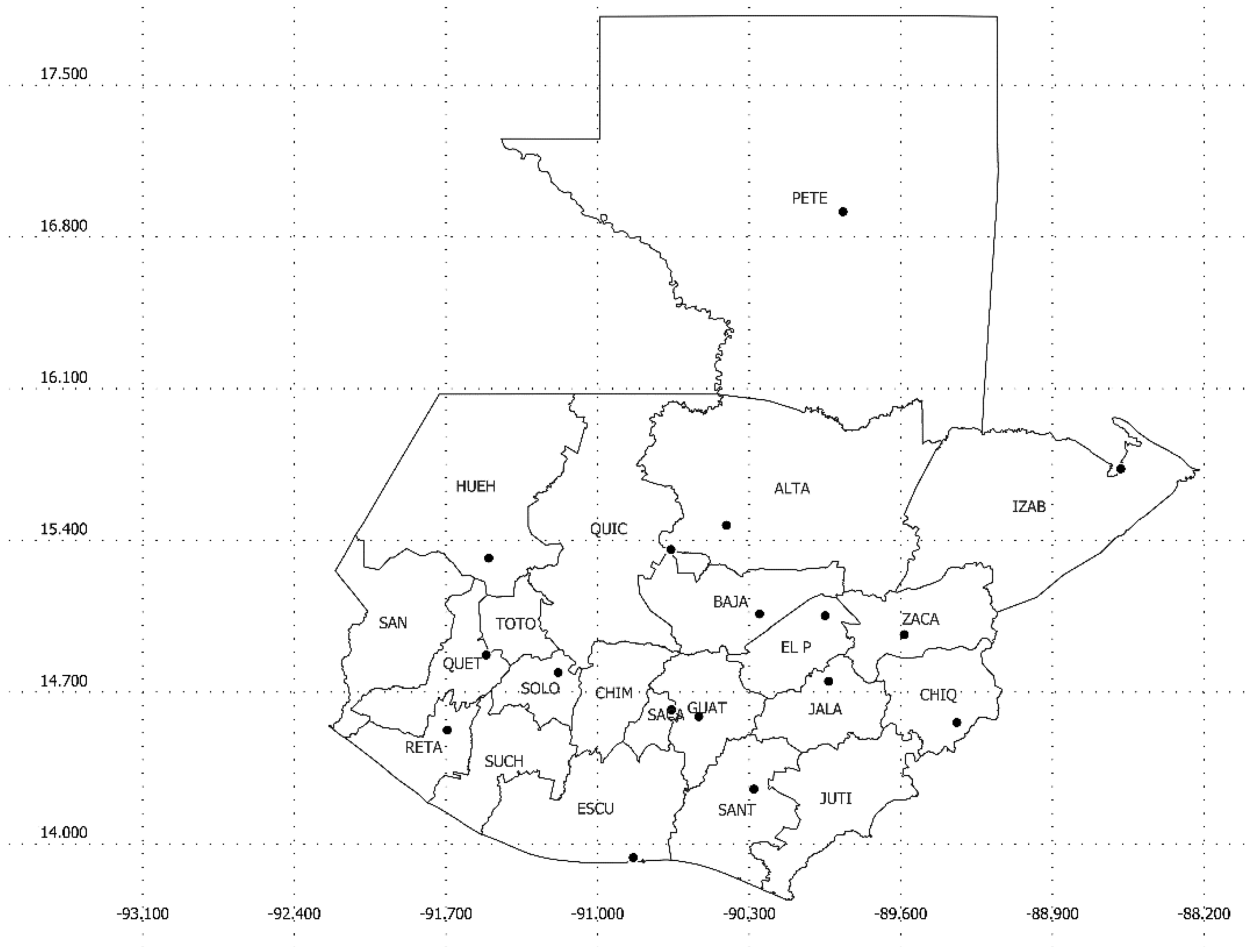 17.500
PETE
16.800
16.100
HUEH
ALTA
IZAB
QUIC
15.400
BAJA
SAN
TOTO
ZACA
EL P
QUET
SOLO
CHIM
CHIQ
14.700
SACA
GUAT
JALA
RETA
SUCH
ESCU
SANT
JUTI
14.000
-93,100 -92,400 -91,700 -91,000 -90,300 -89,600 -88,900 -88,200